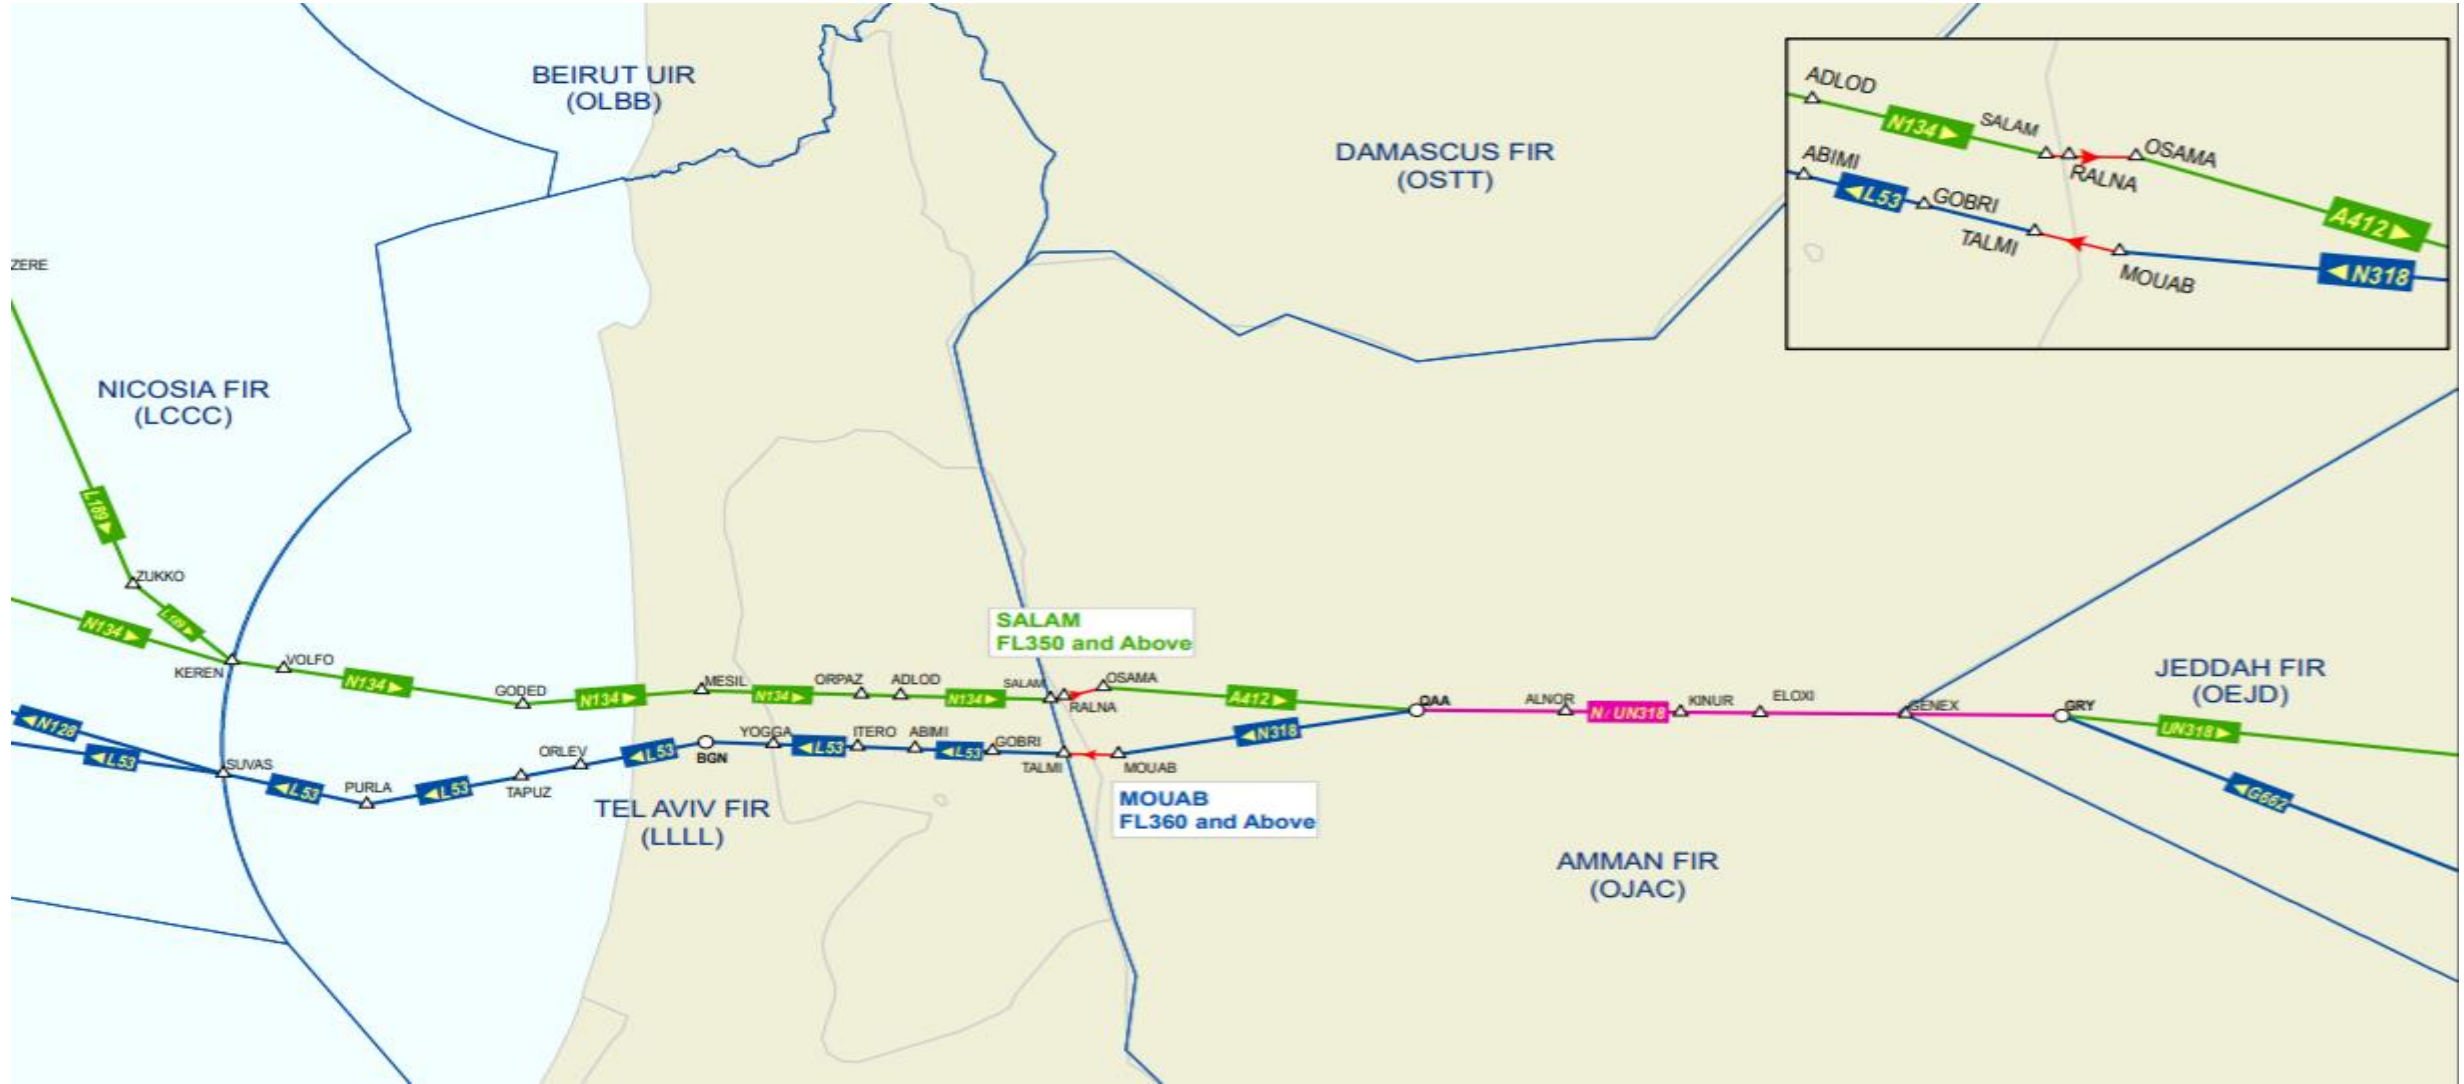 BEIRUT UIR
(OLBB)
DAMASCUS FIR
(OSTT)
ADLOD
N134
SALAM
RALNA
OSAMA
A412
ABIMI
L53
GOBRI
TALMI
MOUAB
N318
ZERE
NICOSIA FIR
(LCCC)
L189
ZUKKO
L189
N134
KEREN
VOLFO
N134
GODED
N134
MESIL
N134
ORPAZ
ADLOD
N134
SALAM
FL350 and Above
SALAM
RALNA
OSAMA
A412
QAA
ALNOR
N / UN318
KINUR
ELOXI
GENEX
GRY
UN318
G662
JEDDAH FIR
(OEJD)
N128
L53
SUVAS
L53
PURLA
L53
TAPUZ
ORLEV
L53
BGN
YOGGA
L53
ITERO
ABIMI
L53
GOBRI
TALMI
MOUAB
N318
TEL AVIV FIR
(LLLL)
MOUAB
FL360 and Above
AMMAN FIR
(OJAC)